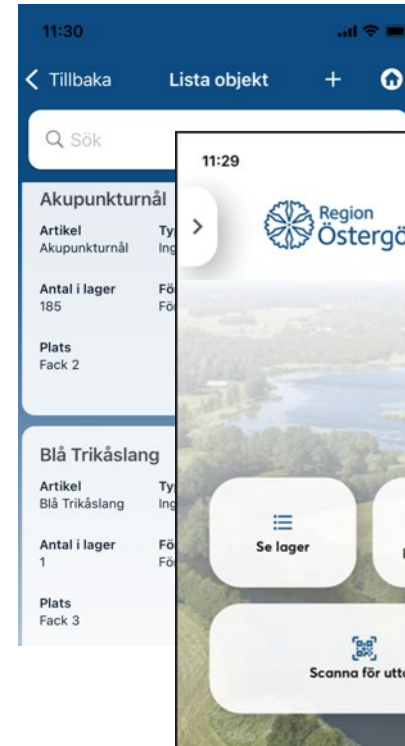 11:30
Tillbaka
Lista objekt
Sök
Akupunkturnål
Artikel
Akupunkturnål
Antal i lager
185
Plats
Fack 2
Blå Trikåslang
Artikel
Blå Trikåslang
Antal i lager
1
Plats
Fack 3
11:29
Region
Östergö
Se lager
Scanna för utta